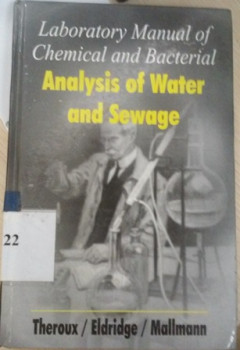 Laboratory Manual of
Chemical and Bacterial
Analysis of Water
and Sewage
22
Theroux / Eldridge / Mallmann